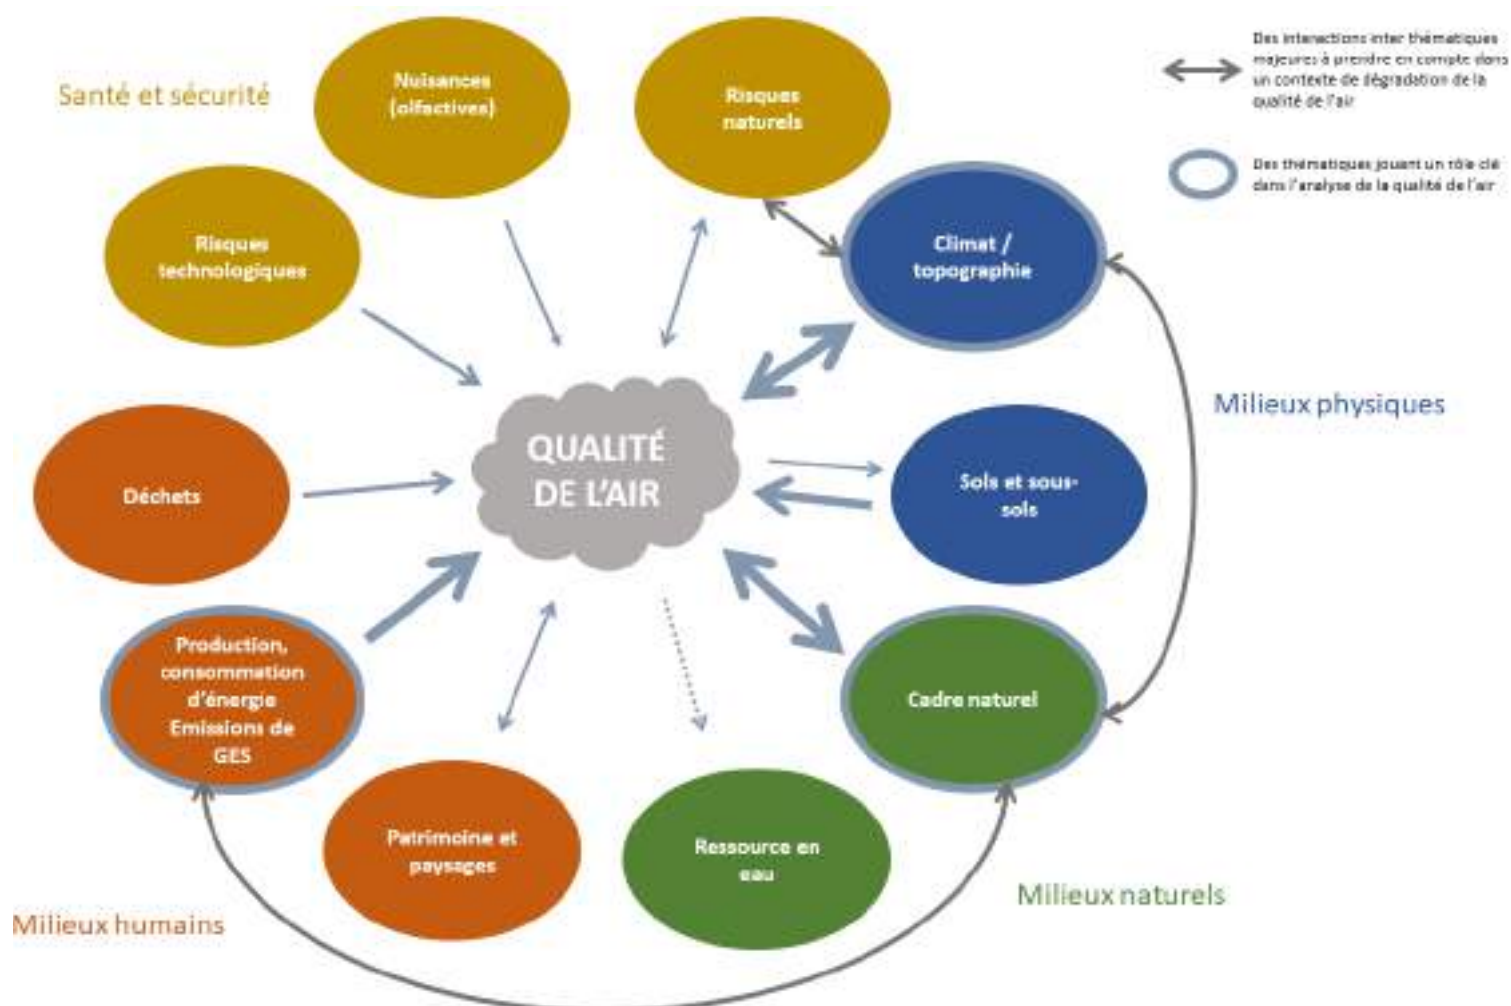 Santé et sécurité
Nuisances
(olfactives)
Risques
naturels
Des interactions inter thématiques
majeures à prendre en compte dans
un contexte de dégradation de la
qualité de l'air
Des thématiques jouant un rôle clé
dans l'analyse de la qualité de l'air
Risques
technologiques
Climat /
topographie
Milieux physiques
QUALITÉ
DE L'AIR
Déchets
Sols et sous-
sols
Production,
consommation
d'énergie
Emissions de
GES
Cadre naturel
Patrimoine et
paysages
Ressource en
eau
Milieux naturels
Milieux humains